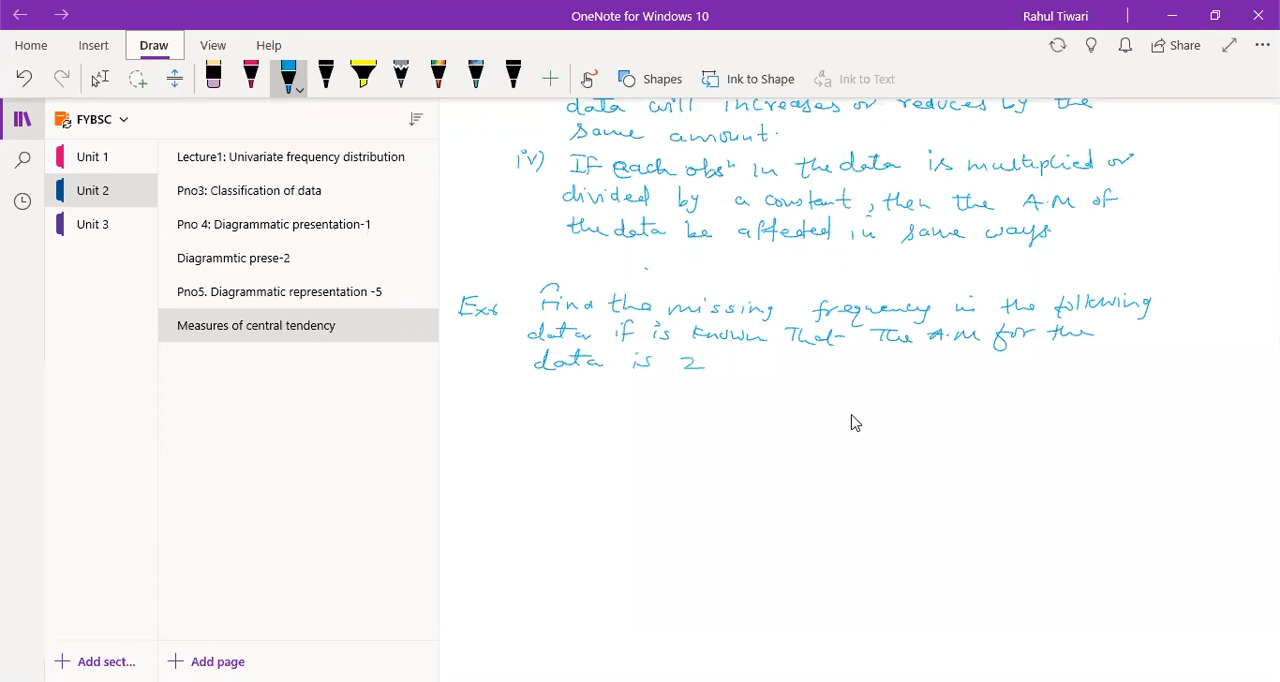 OneNote for Windows 10
Rahul Tiwari
Home
Insert
Draw
View
Help
Share
Shapes
Ink to Shape
Ink to Text
FYBSC
Unit 1
Unit 2
Unit 3
Lecture1: Univariate frequency distribution
Pno3: Classification of data
Pno 4: Diagrammatic presentation-1
Diagrammtic prese-2
Pno5. Diagrammatic representation -5
Measures of central tendency
Add sect...
Add page
data will increases or reduces by the
same amount.
iv) If each obsⁿ in the data is multiplied or
divided by a constant, then the A.M of
the data be affected in same ways
Ex: Find the missing frequency in the following
data if is known that the A.M for the
data is 2